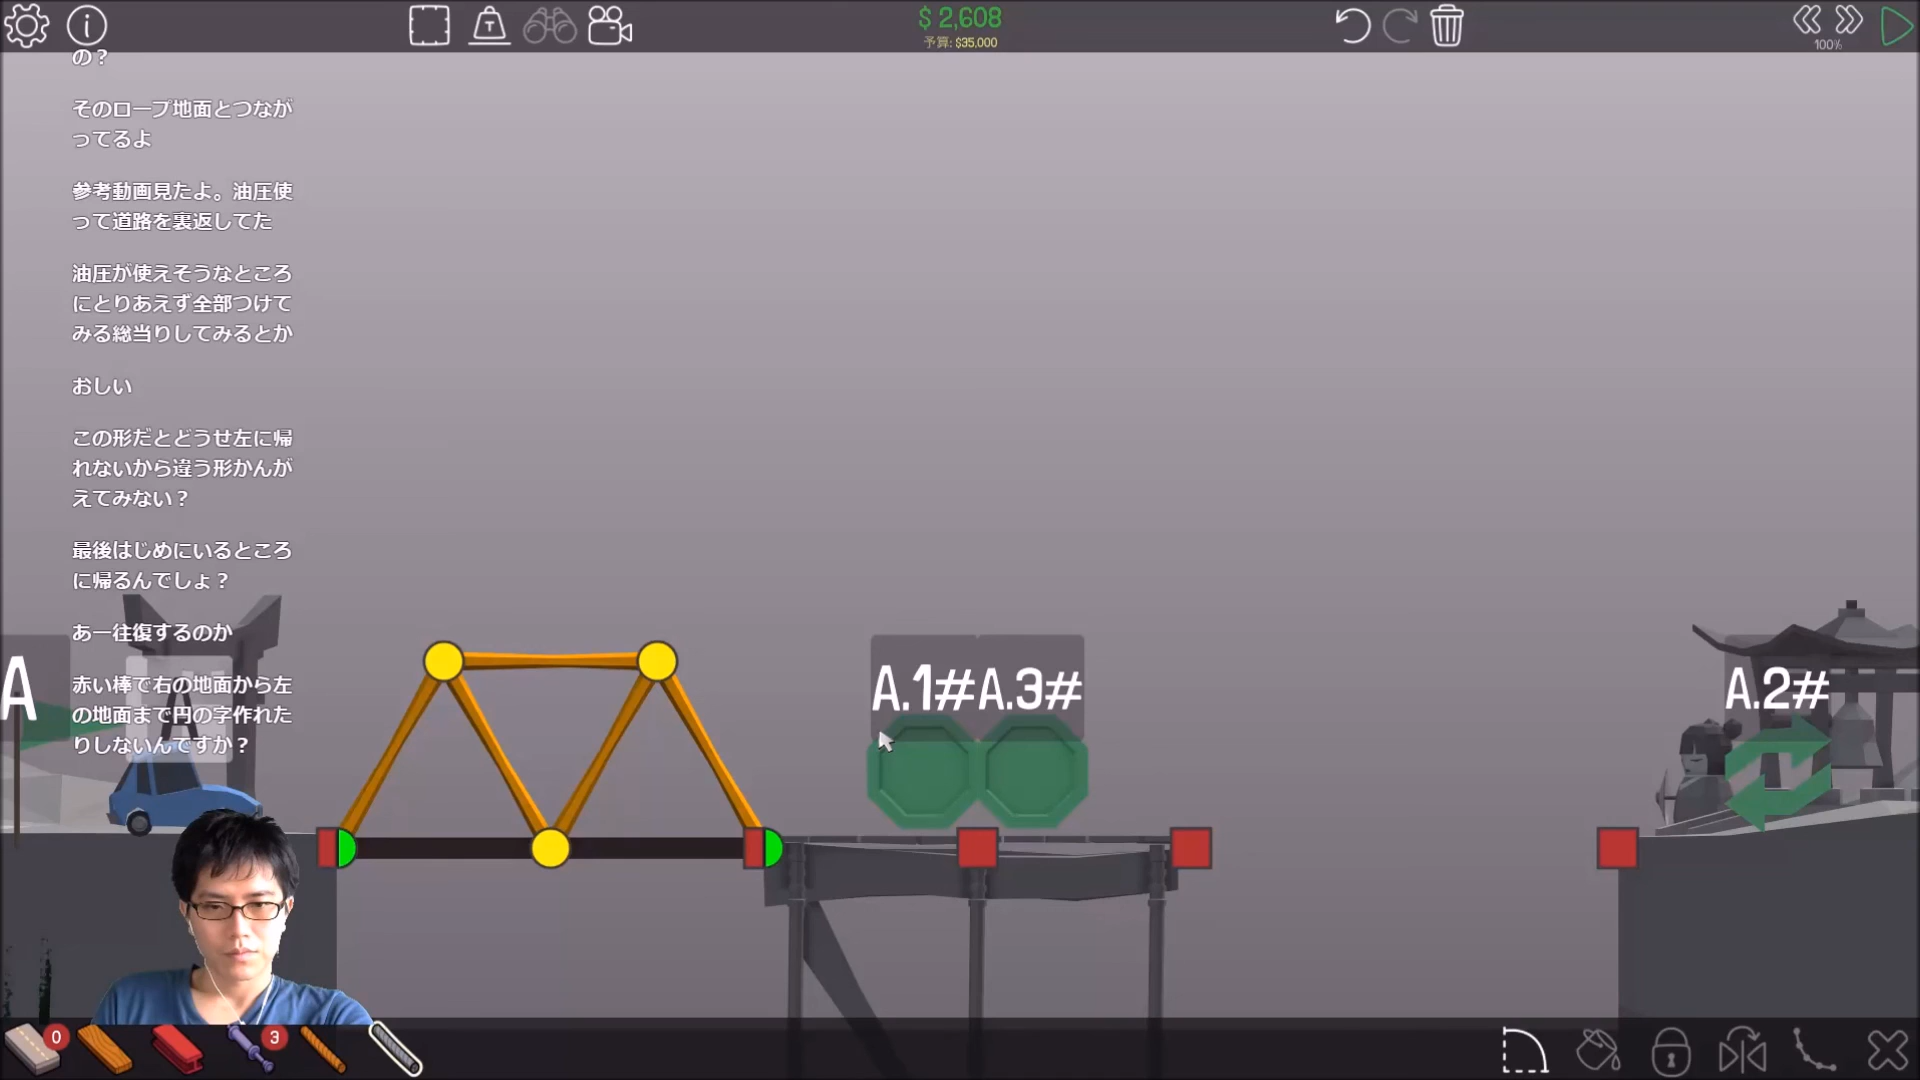 $ 2,608
予算: $35,000
100%
の？
そのロープ地面とつなが
ってるよ
参考動画見たよ。油圧使
って道路を裏返してた
油圧が使えそうなところ
にとりあえず全部つけて
みる総当りしてみるとか
おしい
この形だとどうせ左に帰
れないから違う形かんが
えてみない？
最後はじめにいるところ
に帰るんでしょ？
あー往復するのか
赤い棒で右の地面から左
の地面まで円の字作れた
りしないんですか？
A
A.1#A.3#
A.2#
0
3